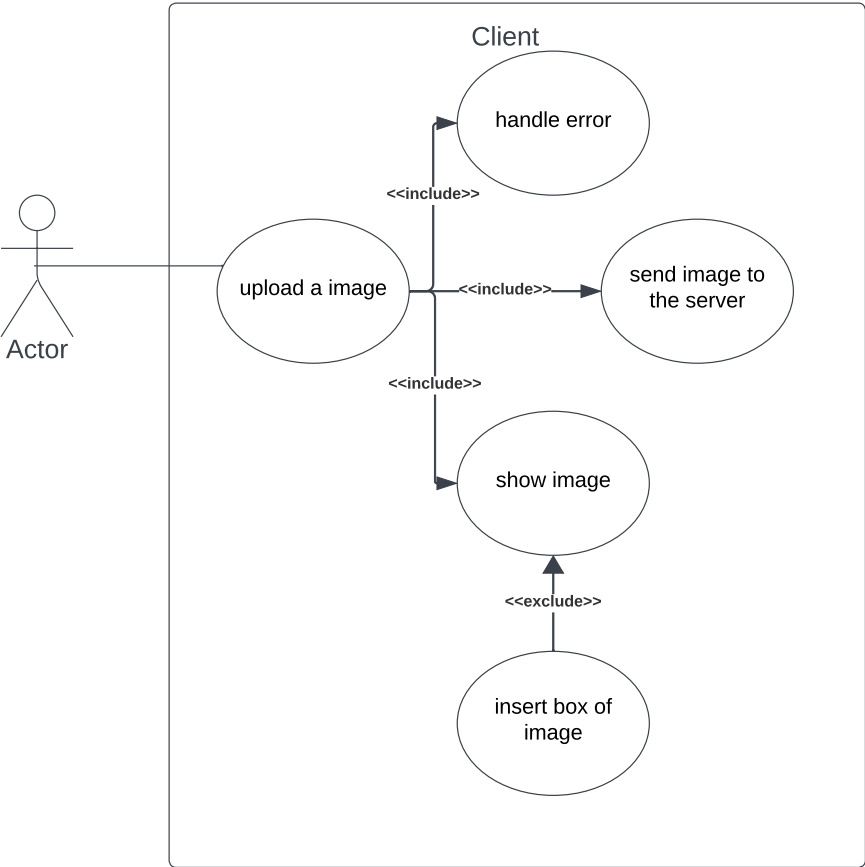 Client
handle error
<<include>>
upload a image
<<include>>
send image to
the server
Actor
<<include>>
show image
<<exclude>>
insert box of
image